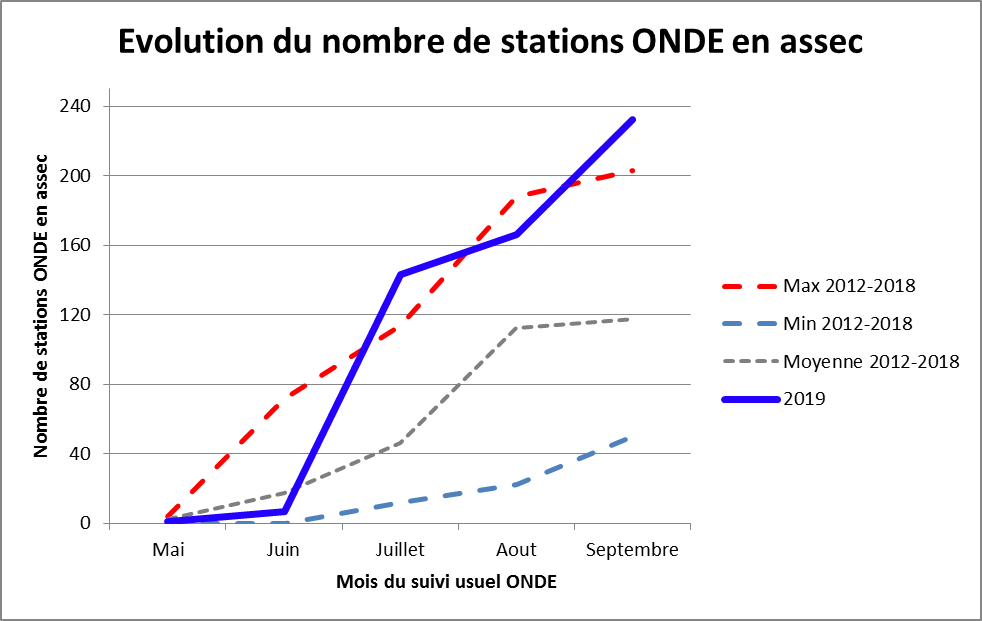 Evolution du nombre de stations ONDE en assec
Nombre de stations ONDE en assec
240
200
160
120
80
40
0
Mai Juin Juillet Aout Septembre
Mois du suivi usuel ONDE
Max 2012-2018
Min 2012-2018
Moyenne 2012-2018
2019